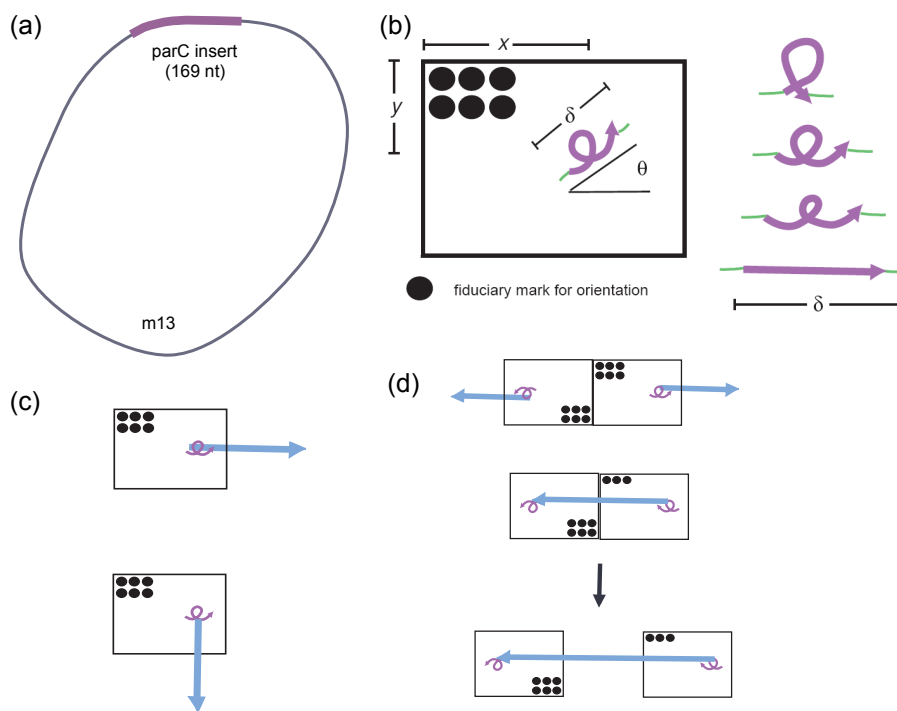 (a)
parC insert
(169 nt)
m13
(b)
x
y
δ
θ
fiduciary mark for orientation
δ
(c)
(d)